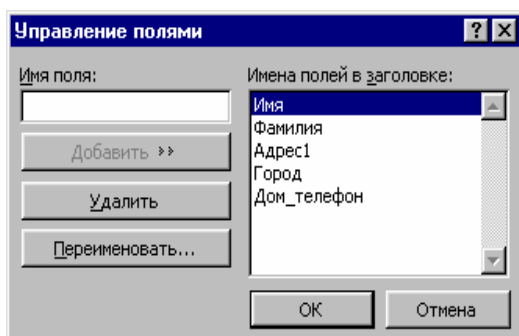 Управление полями
Имя поля:
Добавить >>
Удалить
Переименовать...
Имена полей в заголовке:
Имя
Фамилия
Адрес1
Город
Дом_телефон
ОК
Отмена